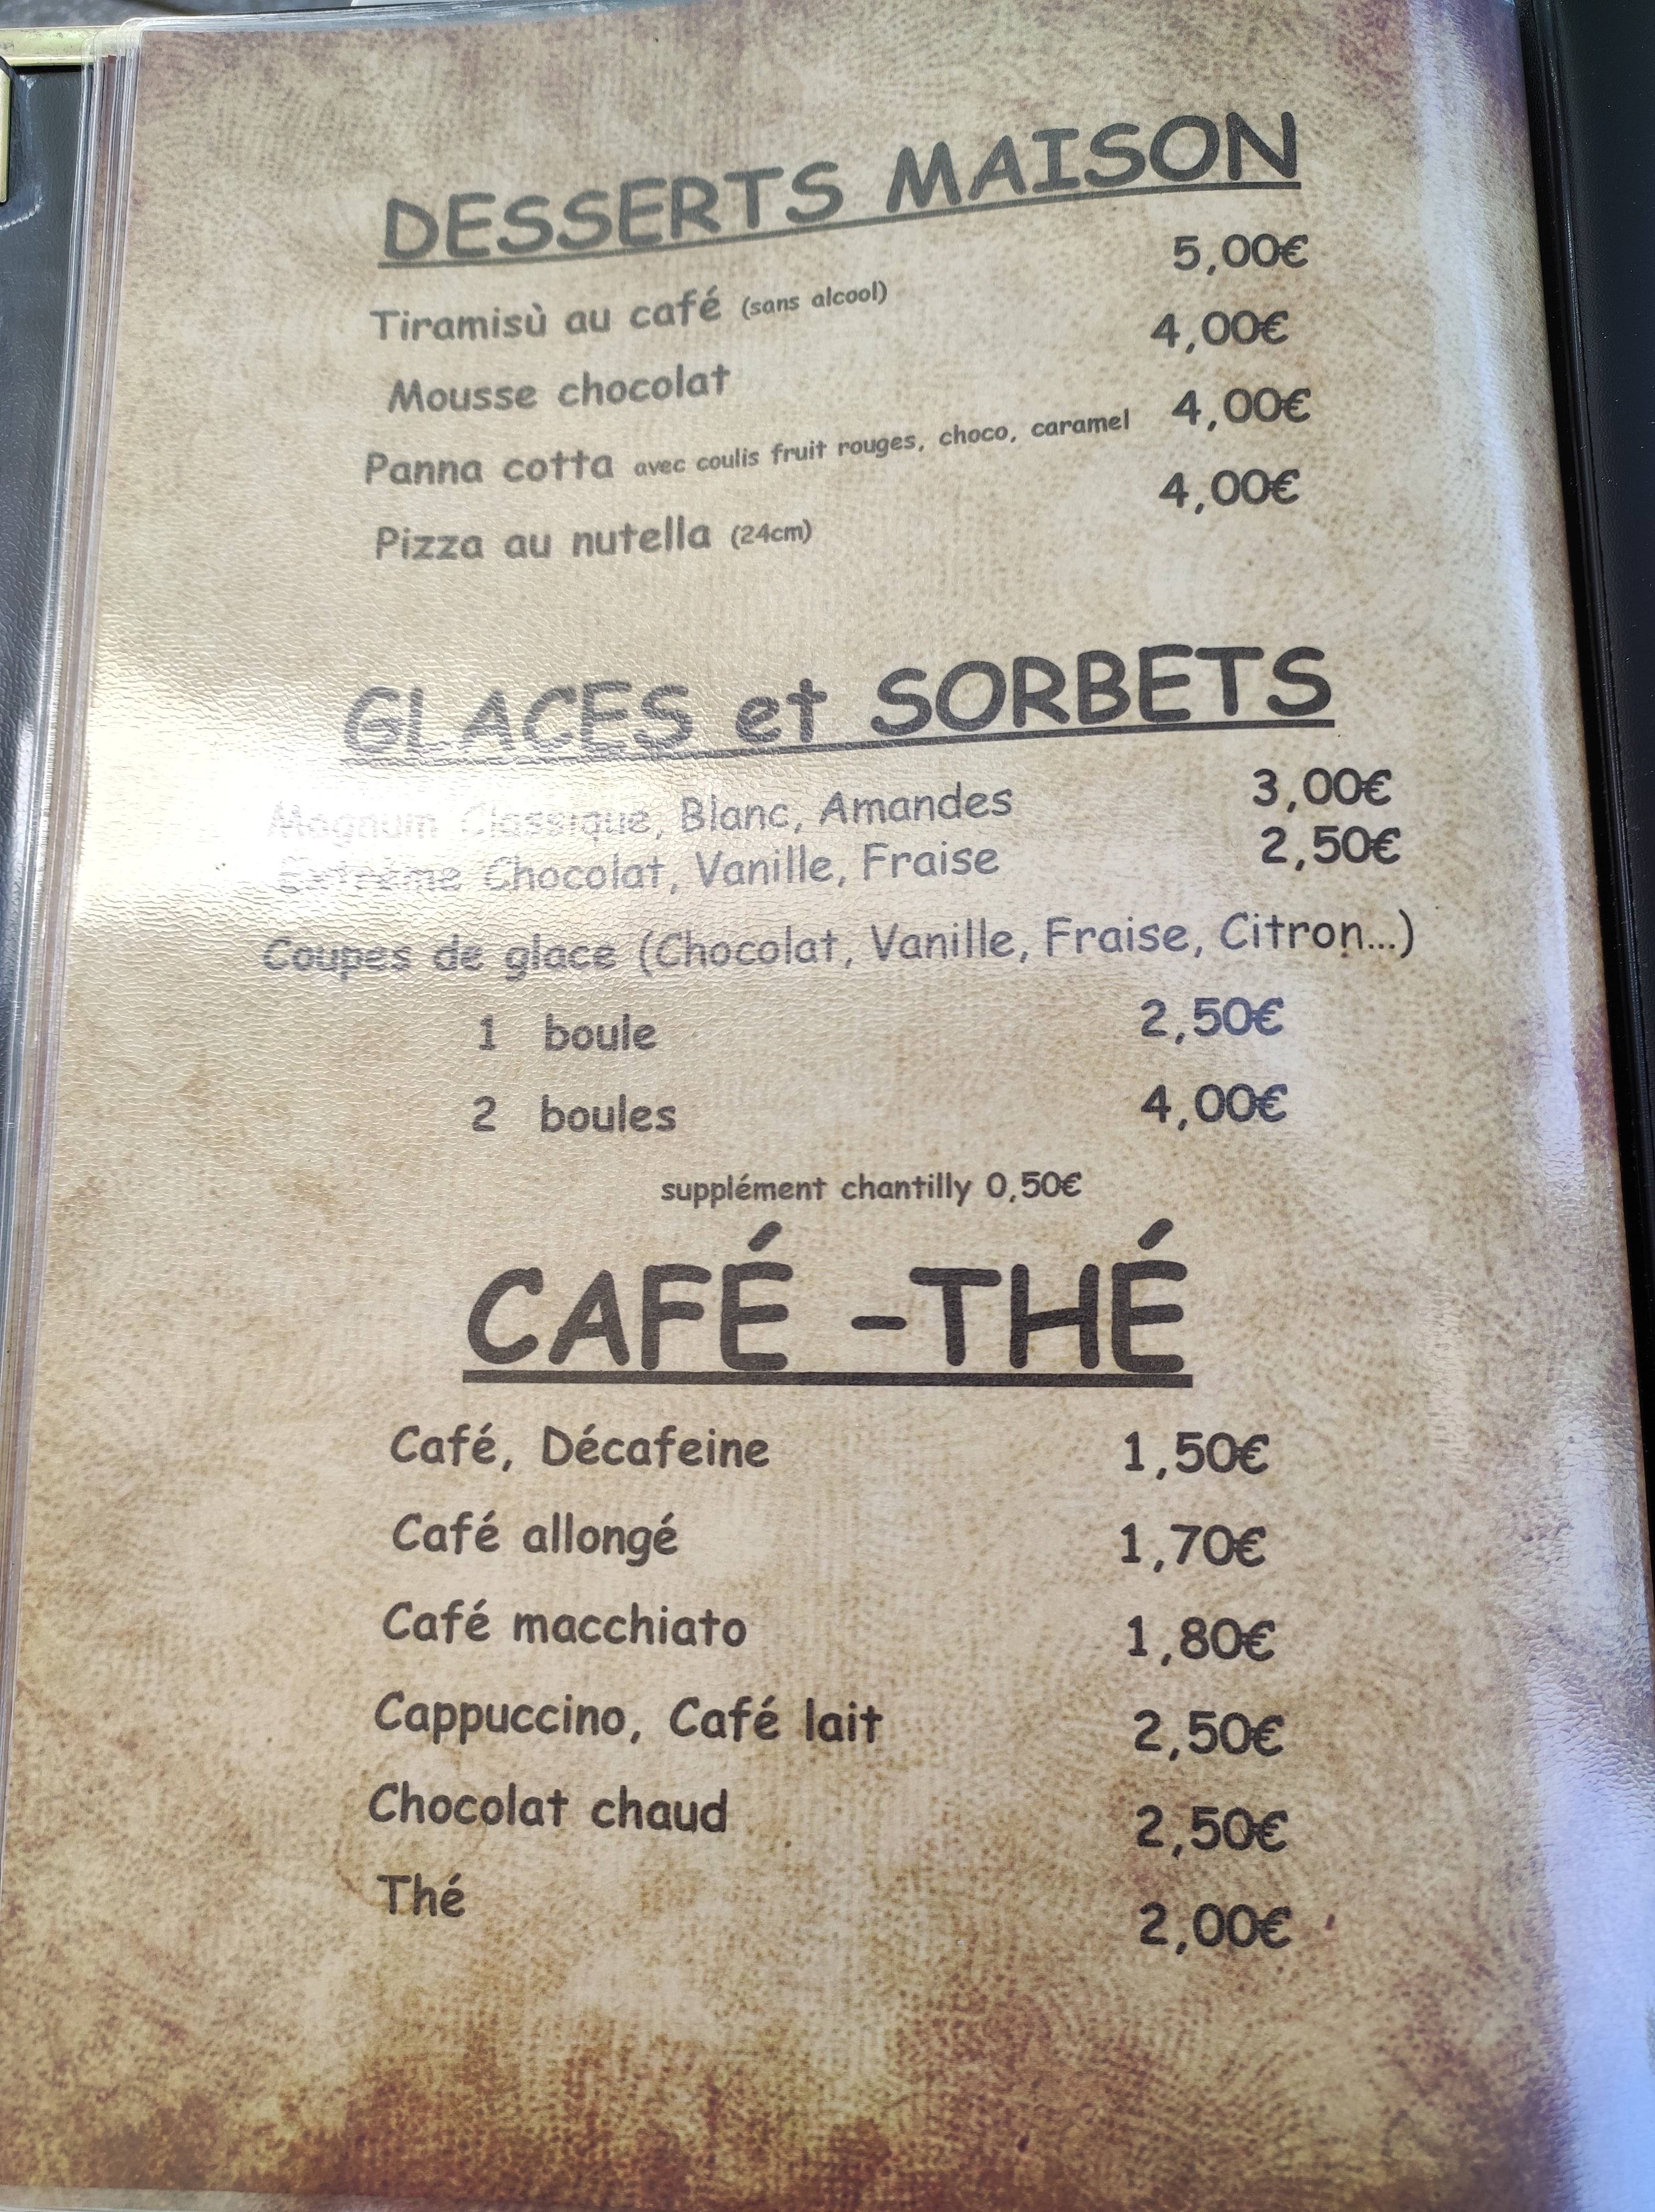 DESSERTS MAISON
Tiramisù au café (sans alcool) 5,00€
Mousse chocolat 4,00€
Panna cotta avec coulis fruit rouges, choco, caramel 4,00€
Pizza au nutella (24cm) 4,00€
GLACES et SORBETS
Magnum Classique, Blanc, Amandes 3,00€
Extrême Chocolat, Vanille, Fraise 2,50€
Coupes de glace (Chocolat, Vanille, Fraise, Citron...)
1 boule 2,50€
2 boules 4,00€
supplément chantilly 0,50€
CAFÉ -THÉ
Café, Décafeine 1,50€
Café allongé 1,70€
Café macchiato 1,80€
Cappuccino, Café lait 2,50€
Chocolat chaud 2,50€
Thé 2,00€